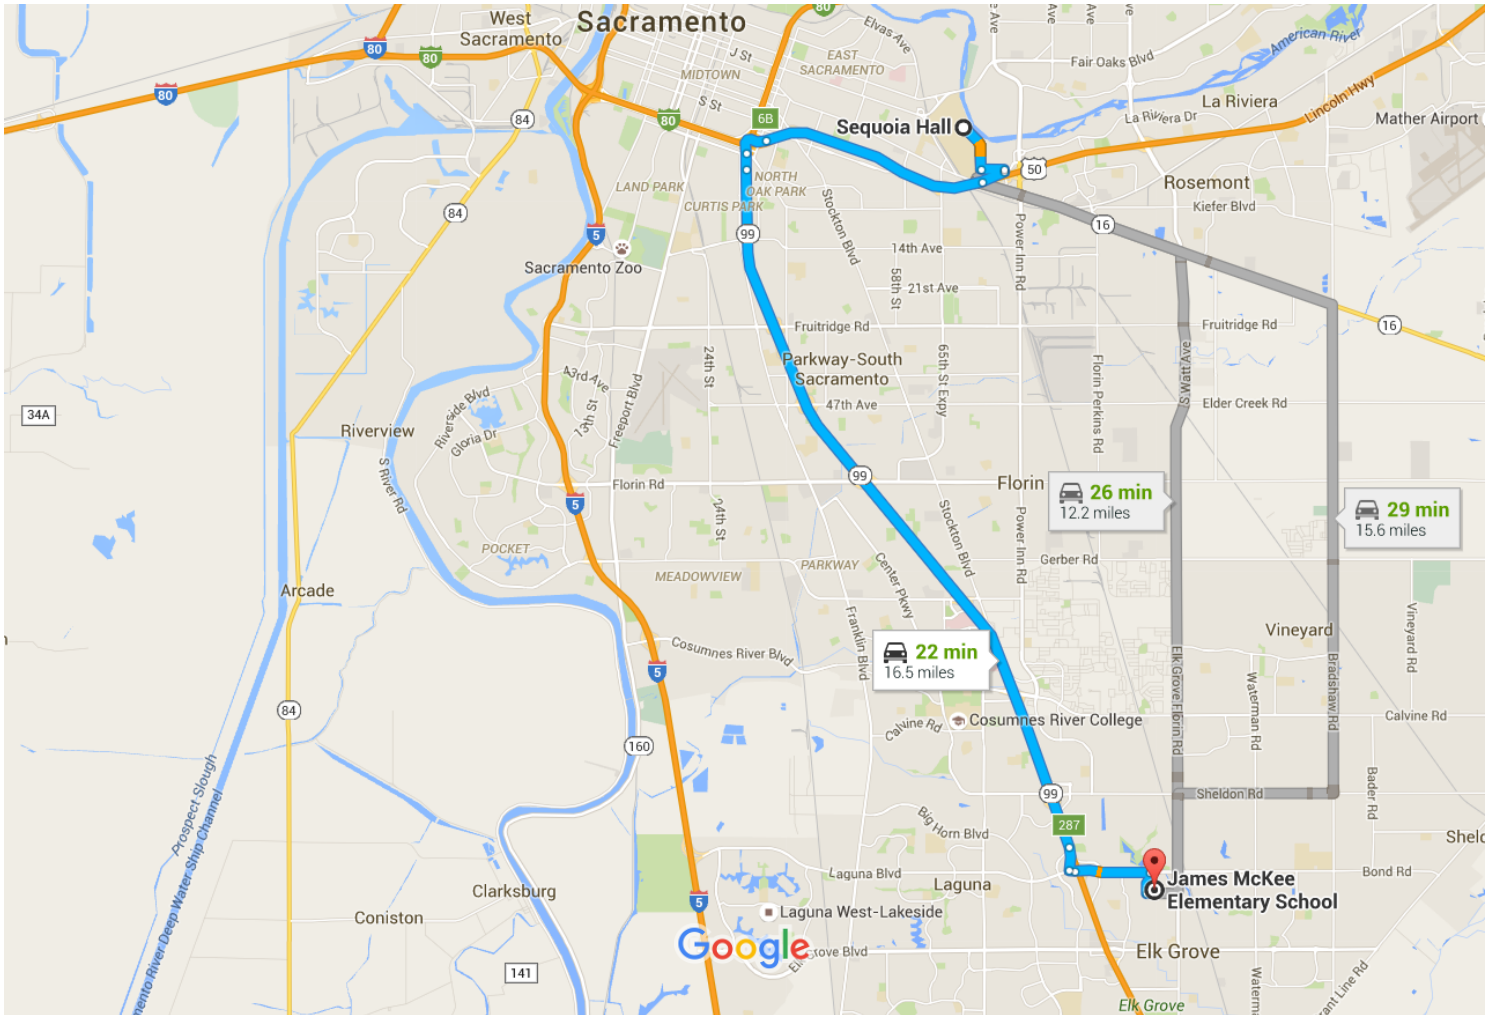 West
Sacramento
Sacramento
80
Elvas Ave
e Ave
Ave
Ave
American River
80
80
J St
EAST
SACRAMENTO
Fair Oaks Blvd
MIDTOWN
80
S St
La Riviera
Lincoln Hwy
84
80
6B
Sequoia Hall
La Riviera Dr
Mather Airport
50
NORTH
OAK PARK
LAND PARK
CURTIS PARK
Rosemont
Kiefer Blvd
84
5
99
Stockton Blvd
16
Power Inn Rd
14th Ave
Sacramento Zoo
58th St
21st Ave
Fruitridge Rd
Fruitridge Rd
16
24th St
Parkway-South
Sacramento
65th St Expy
Florin Perkins Rd
S Watt Ave
43rd Ave
13th St
Freeport Blvd
47th Ave
Elder Creek Rd
34A
Riverside Blvd
Gloria Dr
Riverview
S River Rd
Florin Rd
99
Florin
26 min
12.2 miles
29 min
15.6 miles
5
24th St
Stockton Blvd
Power Inn Rd
POCKET
MEADOWVIEW
PARKWAY
Center Pkwy
Gerber Rd
Arcade
Franklin Blvd
Vineyard
Vineyard Rd
22 min
16.5 miles
Cosumnes River Blvd
5
Elk Grove Florin Rd
Waterman Rd
Bradshaw Rd
84
Calvine Rd
Cosumnes River College
Calvine Rd
160
Prospect Slough
Sheldon Rd
Bader Rd
99
287
Big Horn Blvd
Shel
Laguna Blvd
Laguna
James McKee
Elementary School
Bond Rd
Clarksburg
5
Coniston
Laguna West-Lakeside
Google
Grove Blvd
Elk Grove
141
mento River Deep Water Ship Channel
Waterm
rant Line Rd
Elk Grove